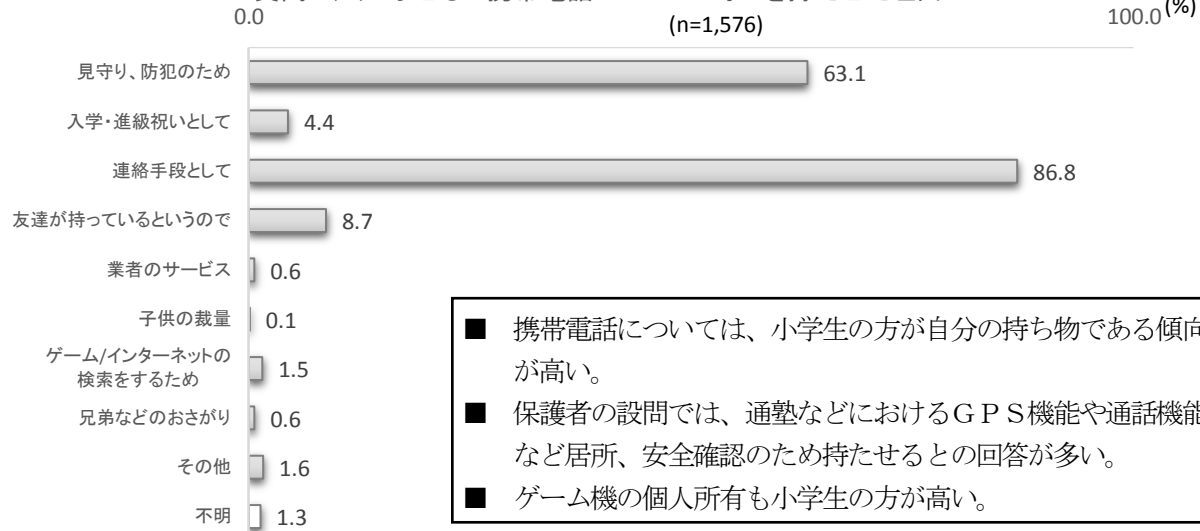 0.0
100.0
(%)
(n=1,576)
見守り、防犯のため
63.1
入学・進級祝いとして
4.4
連絡手段として
86.8
友達が持っているというので
8.7
業者のサービス
0.6
子供の裁量
0.1
ゲーム/インターネットの
検索をするため
1.5
兄弟などのおさがり
0.6
その他
1.6
不明
1.3
■ 携帯電話については、小学生の方が自分の持ち物である傾向
が高い。
■ 保護者の設問では、通塾などにおけるGPS機能や通話機能
など居所、安全確認のため持たせるとの回答が多い。
■ ゲーム機の個人所有も小学生の方が高い。